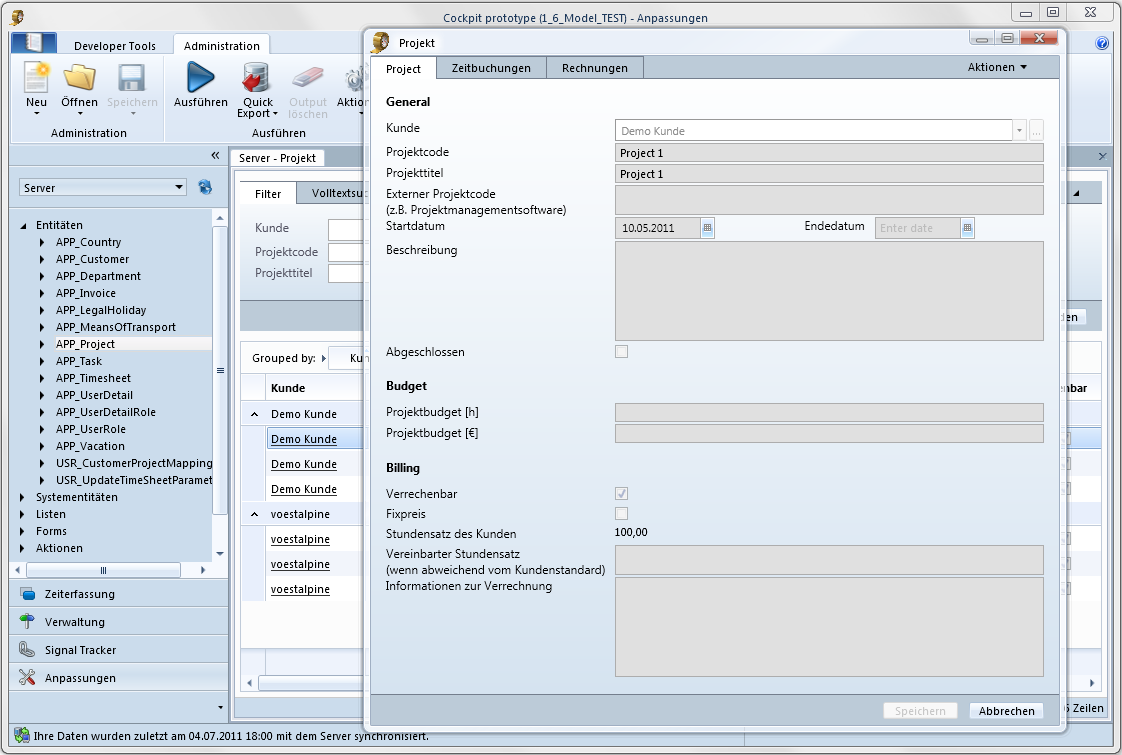 Cockpit prototype (1_6_Model_TEST) - Anpassungen
Developer Tools
Administration
Neu
Öffnen
Speichern
Ausführen
Quick Export
Output löschen
Administration
Ausführen
Server - Projekt
Server
Entitäten
APP_Country
APP_Customer
APP_Department
APP_Invoice
APP_LegalHoliday
APP_MeansOfTransport
APP_Project
APP_Task
APP_Timesheet
APP_UserDetail
APP_UserDetailRole
APP_UserRole
APP_Vacation
USR_CustomerProjectMapping
USR_UpdateTimeSheetParamet
Systementitäten
Listen
Forms
Aktionen
Zeiterfassung
Verwaltung
Signal Tracker
Anpassungen
Filter
Kunde
Projektcode
Projekttitel
Grouped by:
Kunde
Demo Kunde
Demo Kunde
Demo Kunde
Demo Kunde
voestalpine
voestalpine
voestalpine
voestalpine
Zeilen
Projekt
Project
Zeitbuchungen
Rechnungen
Aktionen
General
Kunde
Demo Kunde
Projektcode
Project 1
Projekttitel
Project 1
Externer Projektcode
(z.B. Projektmanagementsoftware)
Startdatum
10.05.2011
Endedatum
Enter date
Beschreibung
Abgeschlossen
Budget
Projektbudget [h]
Projektbudget [€]
Billing
Verrechenbar
Fixpreis
Stundensatz des Kunden
100,00
Vereinbarter Stundensatz
(wenn abweichend vom Kundenstandard)
Informationen zur Verrechnung
Speichern
Abbrechen
Ihre Daten wurden zuletzt am 04.07.2011 18:00 mit dem Server synchronisiert.